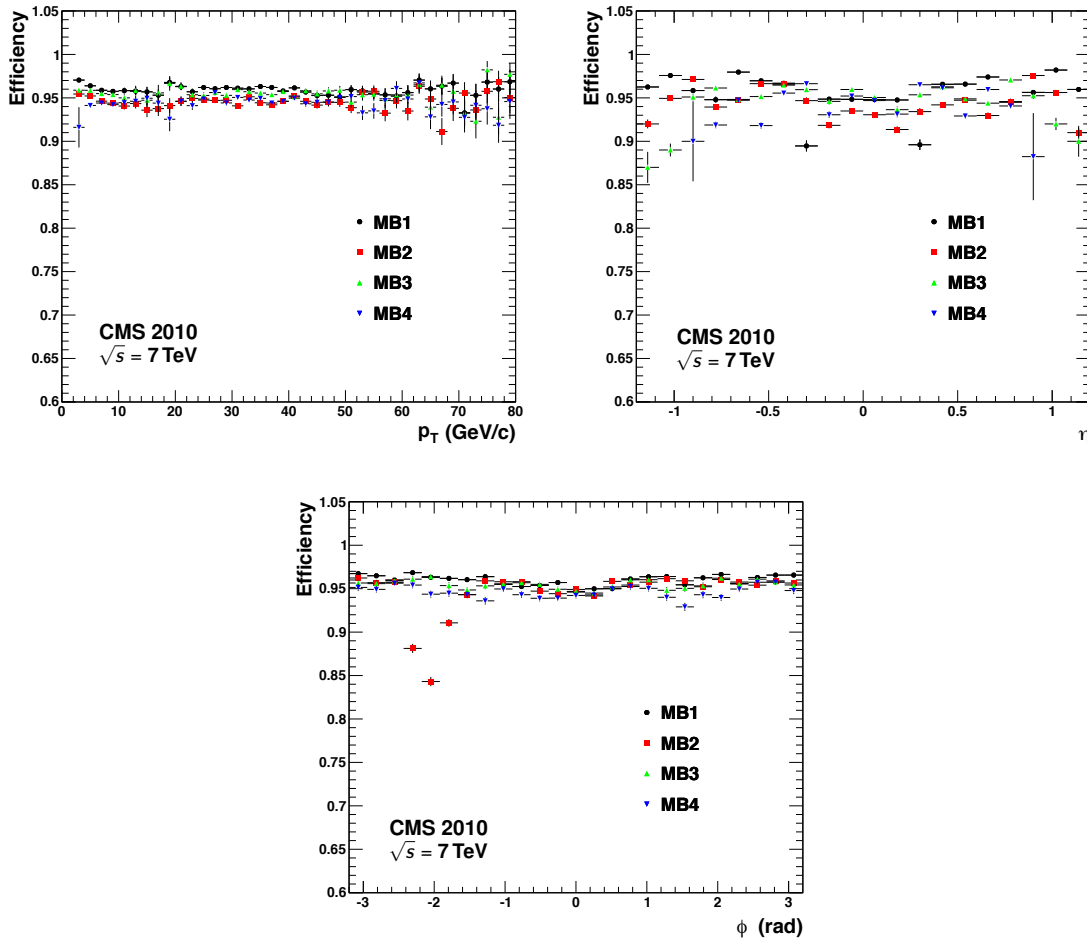 Efficiency
1.05
1
0.95
0.9
0.85
0.8
0.75
0.7
0.65
0.6
MB1
MB2
MB3
MB4
CMS 2010
√s = 7 TeV
0 10 20 30 40 50 60 70 80
p_T (GeV/c)
Efficiency
1.05
1
0.95
0.9
0.85
0.8
0.75
0.7
0.65
0.6
MB1
MB2
MB3
MB4
CMS 2010
√s = 7 TeV
-1 -0.5 0 0.5 1
η
Efficiency
1.05
1
0.95
0.9
0.85
0.8
0.75
0.7
0.65
0.6
MB1
MB2
MB3
MB4
CMS 2010
√s = 7 TeV
-3 -2 -1 0 1 2 3
ϕ (rad)